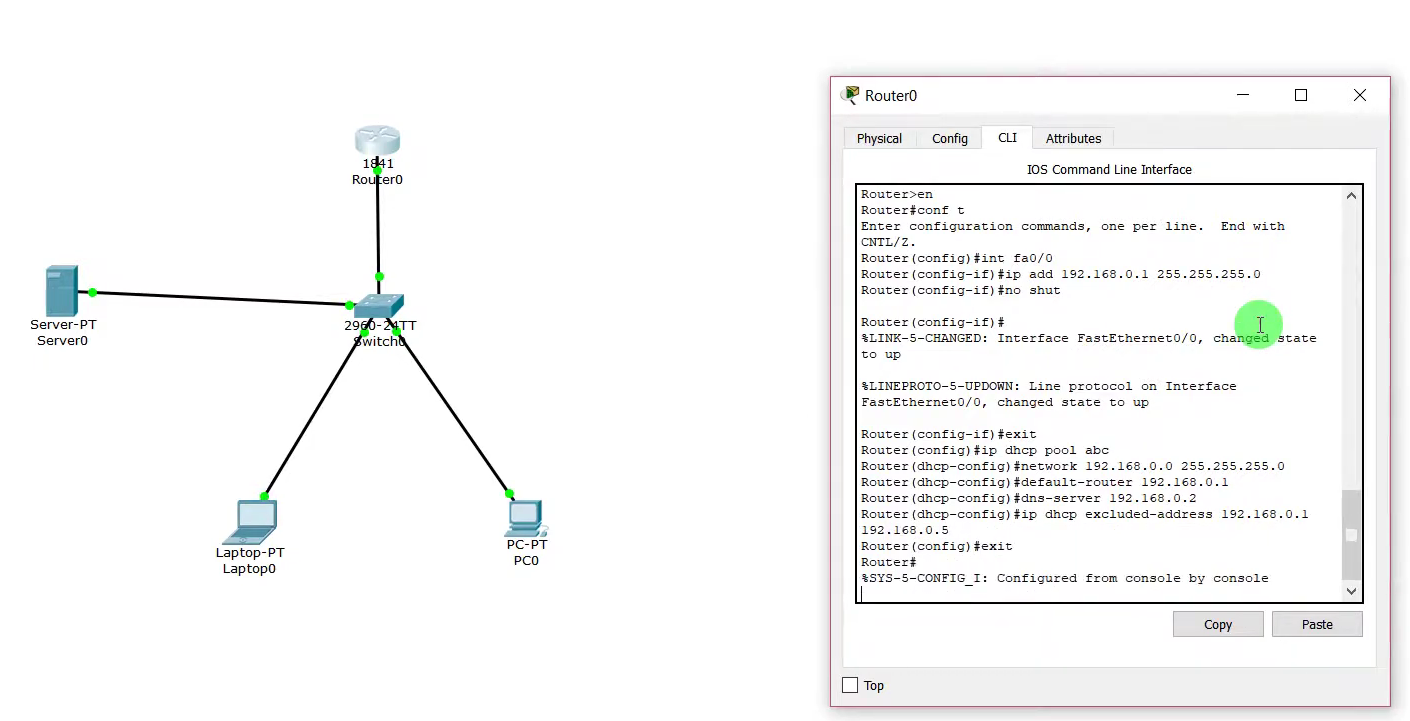 1841
Router0
Server-PT
Server0
2960-24TT
Switch0
Laptop-PT
Laptop0
PC-PT
PC0
Router0
Physical Config CLI Attributes
IOS Command Line Interface
Router>en
Router#conf t
Enter configuration commands, one per line.  End with
CNTL/Z.
Router(config)#int fa0/0
Router(config-if)#ip add 192.168.0.1 255.255.255.0
Router(config-if)#no shut
Router(config-if)#
%LINK-5-CHANGED: Interface FastEthernet0/0, changed state
to up
%LINEPROTO-5-UPDOWN: Line protocol on Interface
FastEthernet0/0, changed state to up
Router(config-if)#exit
Router(config)#ip dhcp pool abc
Router(dhcp-config)#network 192.168.0.0 255.255.255.0
Router(dhcp-config)#default-router 192.168.0.1
Router(dhcp-config)#dns-server 192.168.0.2
Router(dhcp-config)#ip dhcp excluded-address 192.168.0.1
192.168.0.5
Router(config)#exit
Router#
%SYS-5-CONFIG_I: Configured from console by console
Copy Paste
Top